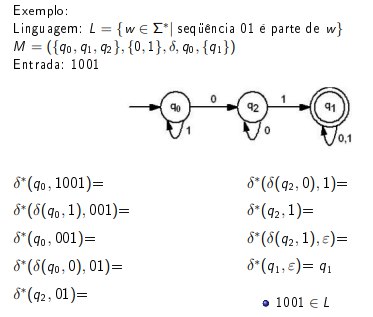 Exemplo:
Linguagem: L = {w ∈ Σ*| seqüência 01 é parte de w}
M = ({q₀, q₁, q₂}, {0, 1}, δ, q₀, {q₁})
Entrada: 1001
0 1
q₀ q₂ q₁
1 0 0,1
δ*(q₀, 1001)=
δ*(δ(q₀, 1), 001)=
δ*(q₀, 001)=
δ*(δ(q₀, 0), 01)=
δ*(q₂, 01)=
δ*(δ(q₂, 0), 1)=
δ*(q₂, 1)=
δ*(δ(q₂, 1), ε)=
δ*(q₁, ε)= q₁
• 1001 ∈ L